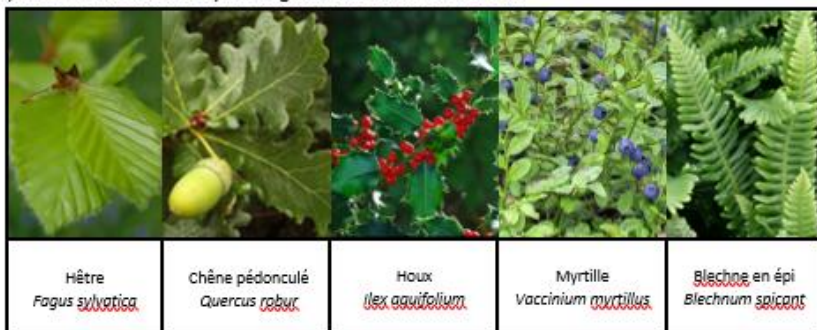 Hêtre
Fagus sylvatica
Chêne pédonculé
Quercus robur
Houx
Ilex aquifolium
Myrtille
Vaccinium myrtillus
Blechne en épi
Blechnum spicant